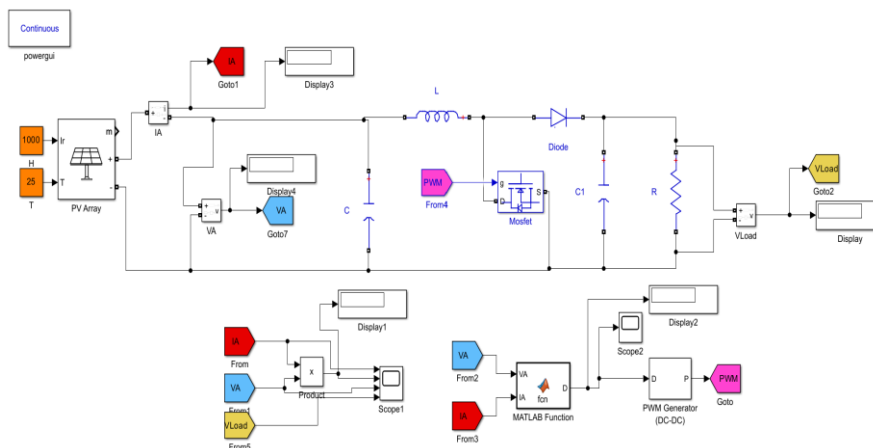 Continuous
powergui
IA
Goto1
Display3
L
i
+
-
IA
1000
H
25
T
Ir
T
m
+
-
PV Array
Diode
Display4
PWM
From4
g
D
S
Mosfet
C
C1
R
VLoad
Goto2
+
-
v
VLoad
Display
+
-
v
VA
VA
Goto7
Display1
Display2
Scope2
IA
From
VA
From1
VLoad
From5
x
Product
Scope1
VA
From2
IA
From3
VA
IA
fcn
D
MATLAB Function
D
P
PWM Generator
(DC-DC)
PWM
Goto